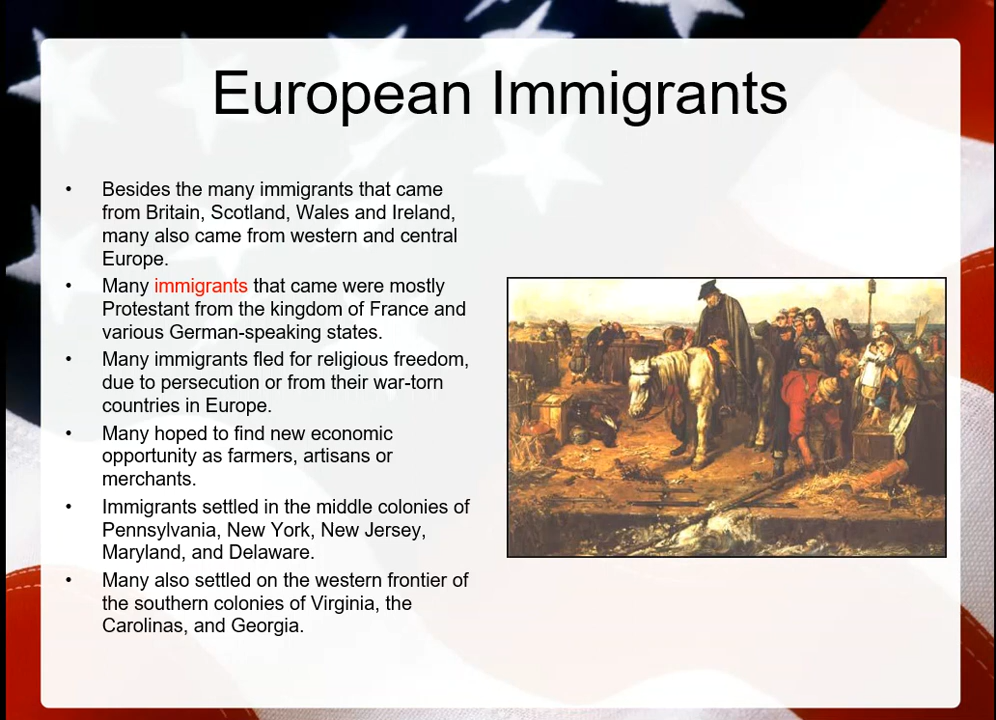 European Immigrants
• Besides the many immigrants that came
from Britain, Scotland, Wales and Ireland,
many also came from western and central
Europe.
• Many immigrants that came were mostly
Protestant from the kingdom of France and
various German-speaking states.
• Many immigrants fled for religious freedom,
due to persecution or from their war-torn
countries in Europe.
• Many hoped to find new economic
opportunity as farmers, artisans or
merchants.
• Immigrants settled in the middle colonies of
Pennsylvania, New York, New Jersey,
Maryland, and Delaware.
• Many also settled on the western frontier of
the southern colonies of Virginia, the
Carolinas, and Georgia.